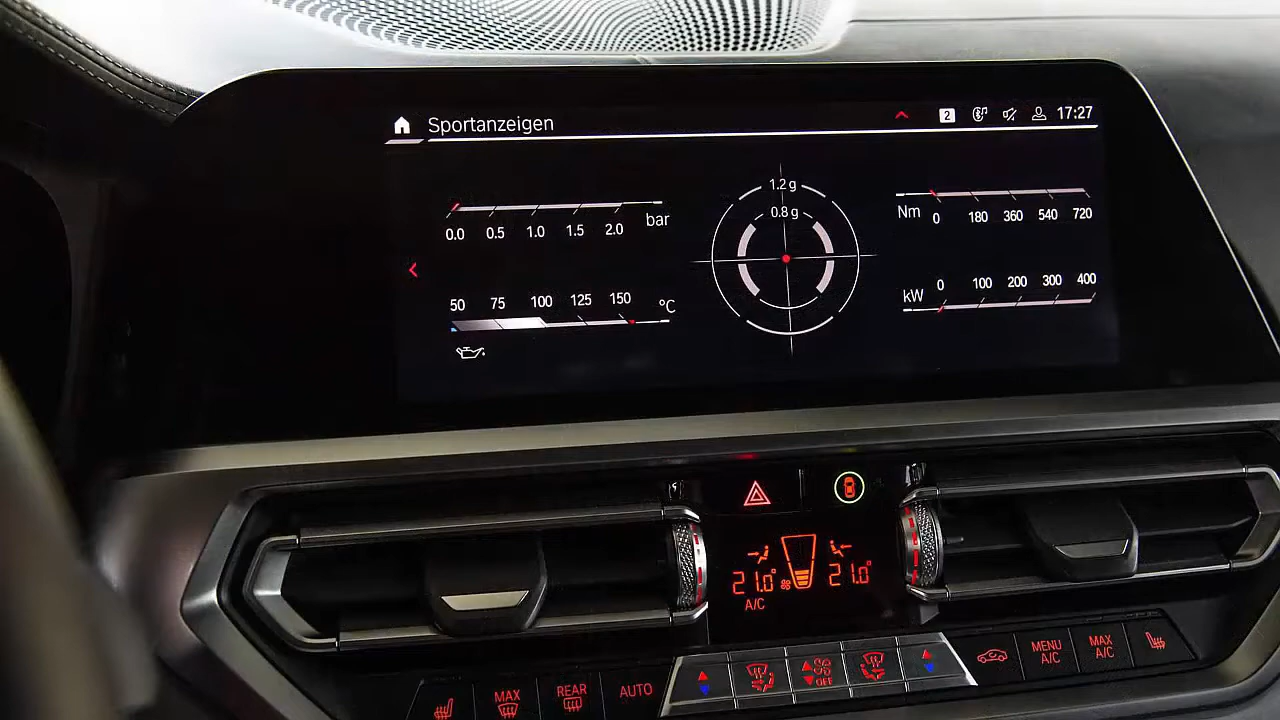 Sportanzeigen
2
17:27
1.2 g
0.8 g
0.0 0.5 1.0 1.5 2.0 bar
Nm 0 180 360 540 720
50 75 100 125 150 °C
kW 0 100 200 300 400
21.0°
21.0°
A/C
MAX
REAR
AUTO
OFF
MENU A/C
MAX A/C